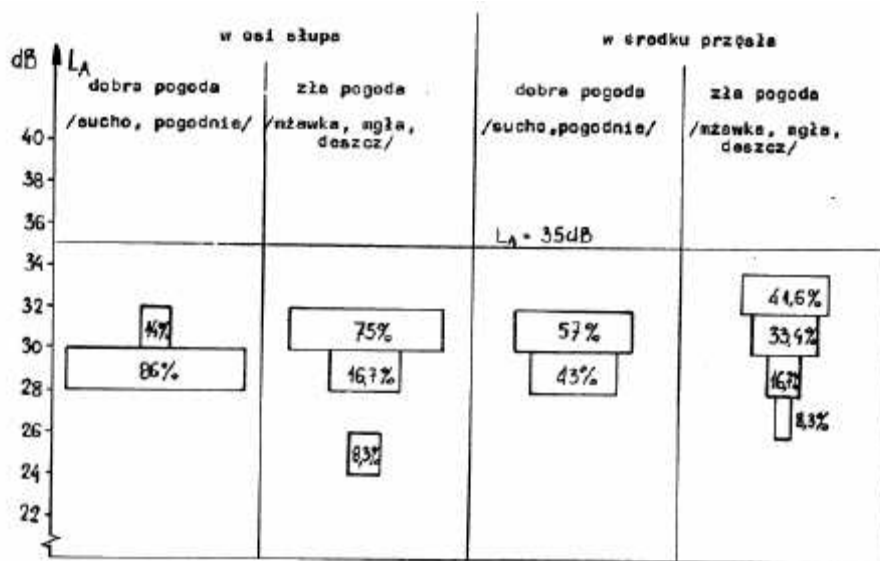 w osi słupa
w środku przęsła
dB
L_A
dobra pogoda
/sucho, pogodnie/
zła pogoda
/mżawka, mgła,
deszcz/
dobra pogoda
/sucho,pogodnie/
zła pogoda
/mżawka, mgła,
deszcz/
40
38
36
34
32
30
28
26
24
22
L_A = 35dB
14%
86%
75%
16,7%
8,3%
57%
43%
41,6%
33,4%
16,7%
8,3%